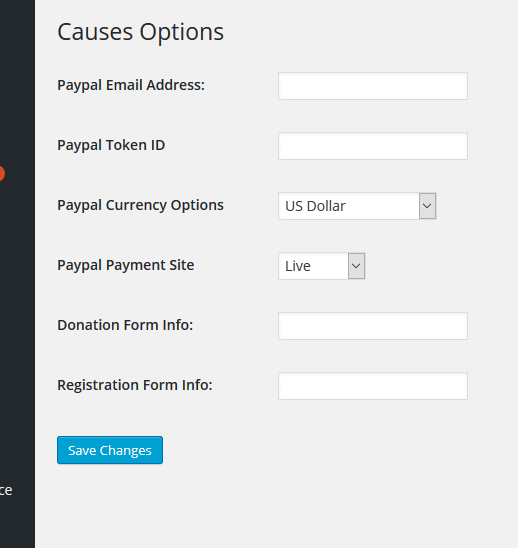 Causes Options
Paypal Email Address:
Paypal Token ID
Paypal Currency Options US Dollar
Paypal Payment Site Live
Donation Form Info:
Registration Form Info:
Save Changes
ce